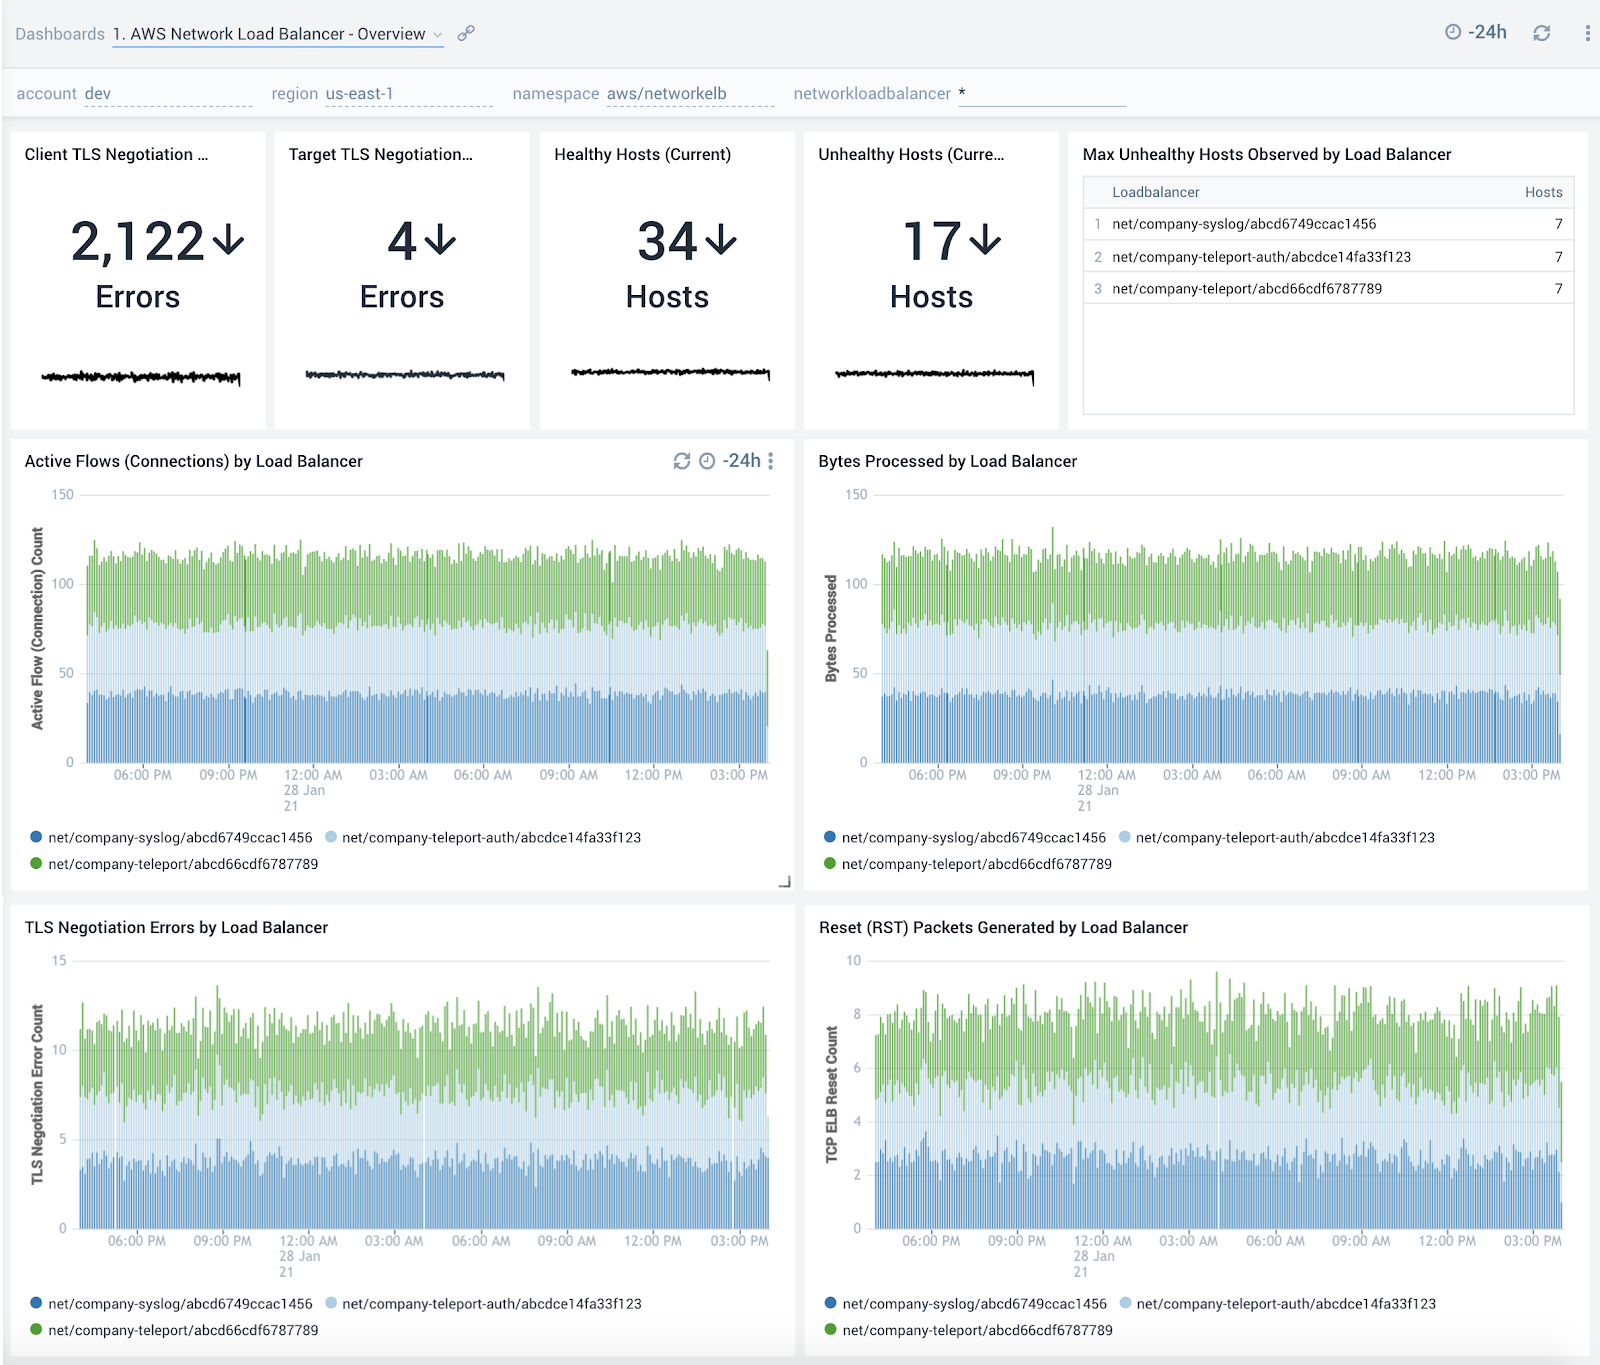 Dashboards 1. AWS Network Load Balancer - Overview -24h
account dev region us-east-1 namespace aws/networkelb networkloadbalancer *
Client TLS Negotiation ...
2,122
Errors
Target TLS Negotiation...
4
Errors
Healthy Hosts (Current)
34
Hosts
Unhealthy Hosts (Curre...
17
Hosts
Max Unhealthy Hosts Observed by Load Balancer
Loadbalancer Hosts
1 net/company-syslog/abcd6749ccac1456 7
2 net/company-teleport-auth/abcdce14fa33f123 7
3 net/company-teleport/abcd66cdf6787789 7
Active Flows (Connections) by Load Balancer -24h
Active Flow (Connection) Count
150
100
50
0
06:00 PM 09:00 PM 12:00 AM 03:00 AM 06:00 AM 09:00 AM 12:00 PM 03:00 PM
28 Jan
21
net/company-syslog/abcd6749ccac1456 net/company-teleport-auth/abcdce14fa33f123
net/company-teleport/abcd66cdf6787789
Bytes Processed by Load Balancer
Bytes Processed
150
100
50
0
06:00 PM 09:00 PM 12:00 AM 03:00 AM 06:00 AM 09:00 AM 12:00 PM 03:00 PM
28 Jan
21
net/company-syslog/abcd6749ccac1456 net/company-teleport-auth/abcdce14fa33f123
net/company-teleport/abcd66cdf6787789
TLS Negotiation Errors by Load Balancer
TLS Negotiation Error Count
15
10
5
0
06:00 PM 09:00 PM 12:00 AM 03:00 AM 06:00 AM 09:00 AM 12:00 PM 03:00 PM
28 Jan
21
net/company-syslog/abcd6749ccac1456 net/company-teleport-auth/abcdce14fa33f123
net/company-teleport/abcd66cdf6787789
Reset (RST) Packets Generated by Load Balancer
TCP ELB Reset Count
10
8
6
4
2
0
06:00 PM 09:00 PM 12:00 AM 03:00 AM 06:00 AM 09:00 AM 12:00 PM 03:00 PM
28 Jan
21
net/company-syslog/abcd6749ccac1456 net/company-teleport-auth/abcdce14fa33f123
net/company-teleport/abcd66cdf6787789